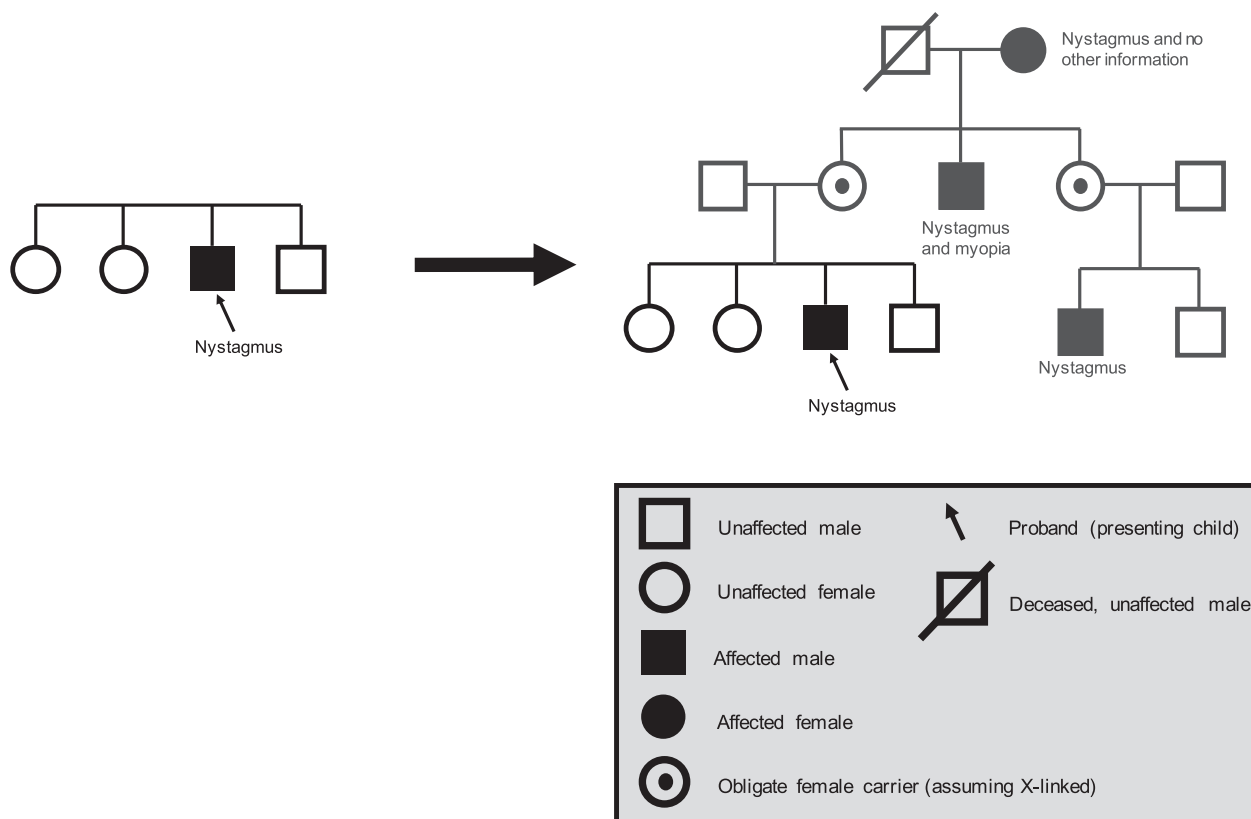 Nystagmus and no
other information
Nystagmus
and myopia
Nystagmus
Nystagmus
Nystagmus
Unaffected male
Proband (presenting child)
Unaffected female
Deceased, unaffected male
Affected male
Affected female
Obligate female carrier (assuming X-linked)